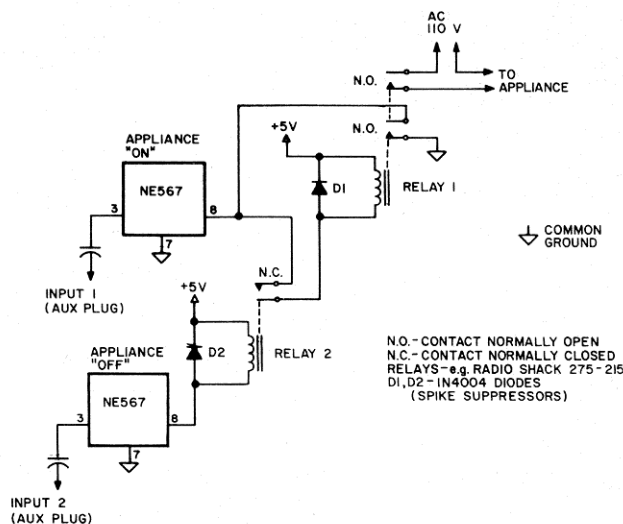 AC
110 V
N.O.
TO
APPLIANCE
N.O.
+5V
APPLIANCE
"ON"
NE567
3
8
7
D1
RELAY 1
COMMON
GROUND
INPUT 1
(AUX PLUG)
N.C.
+5V
APPLIANCE
"OFF"
NE567
3
8
7
D2
RELAY 2
N.O.-CONTACT NORMALLY OPEN
N.C.-CONTACT NORMALLY CLOSED
RELAYS-e.g. RADIO SHACK 275-215
D1,D2-IN4004 DIODES
(SPIKE SUPPRESSORS)
INPUT 2
(AUX PLUG)